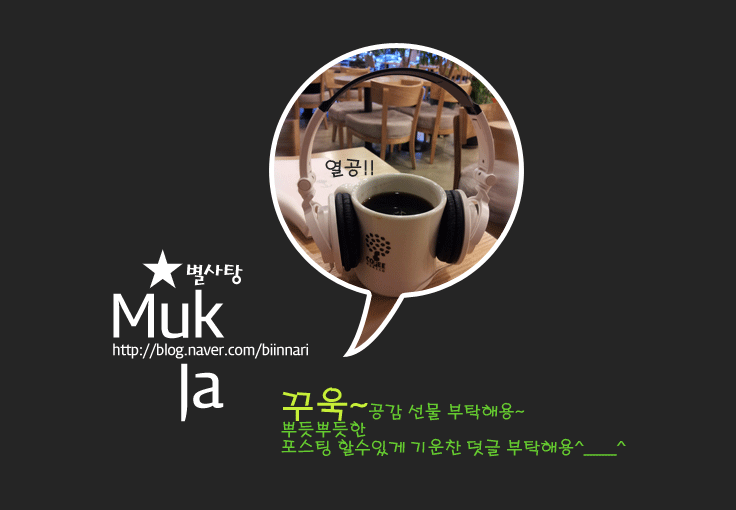 열공!!
별사탕
Muk
http://blog.naver.com/biinnari
Ja
꾸욱~공감 선물 부탁해용~
뿌듯뿌듯한
포스팅 할수있게 기운찬 덧글 부탁해용^___^